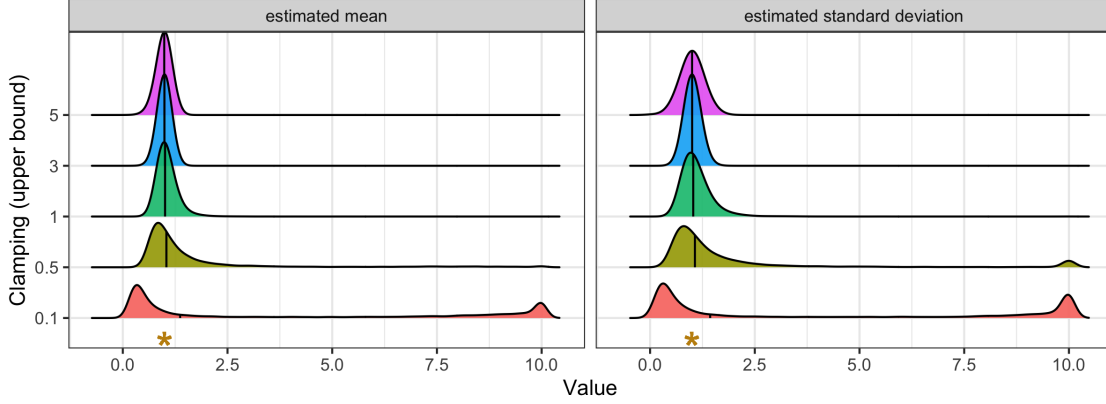 estimated mean
estimated standard deviation
Clamping (upper bound)
5
3
1
0.5
0.1
*
*
0.0 2.5 5.0 7.5 10.0
0.0 2.5 5.0 7.5 10.0
Value